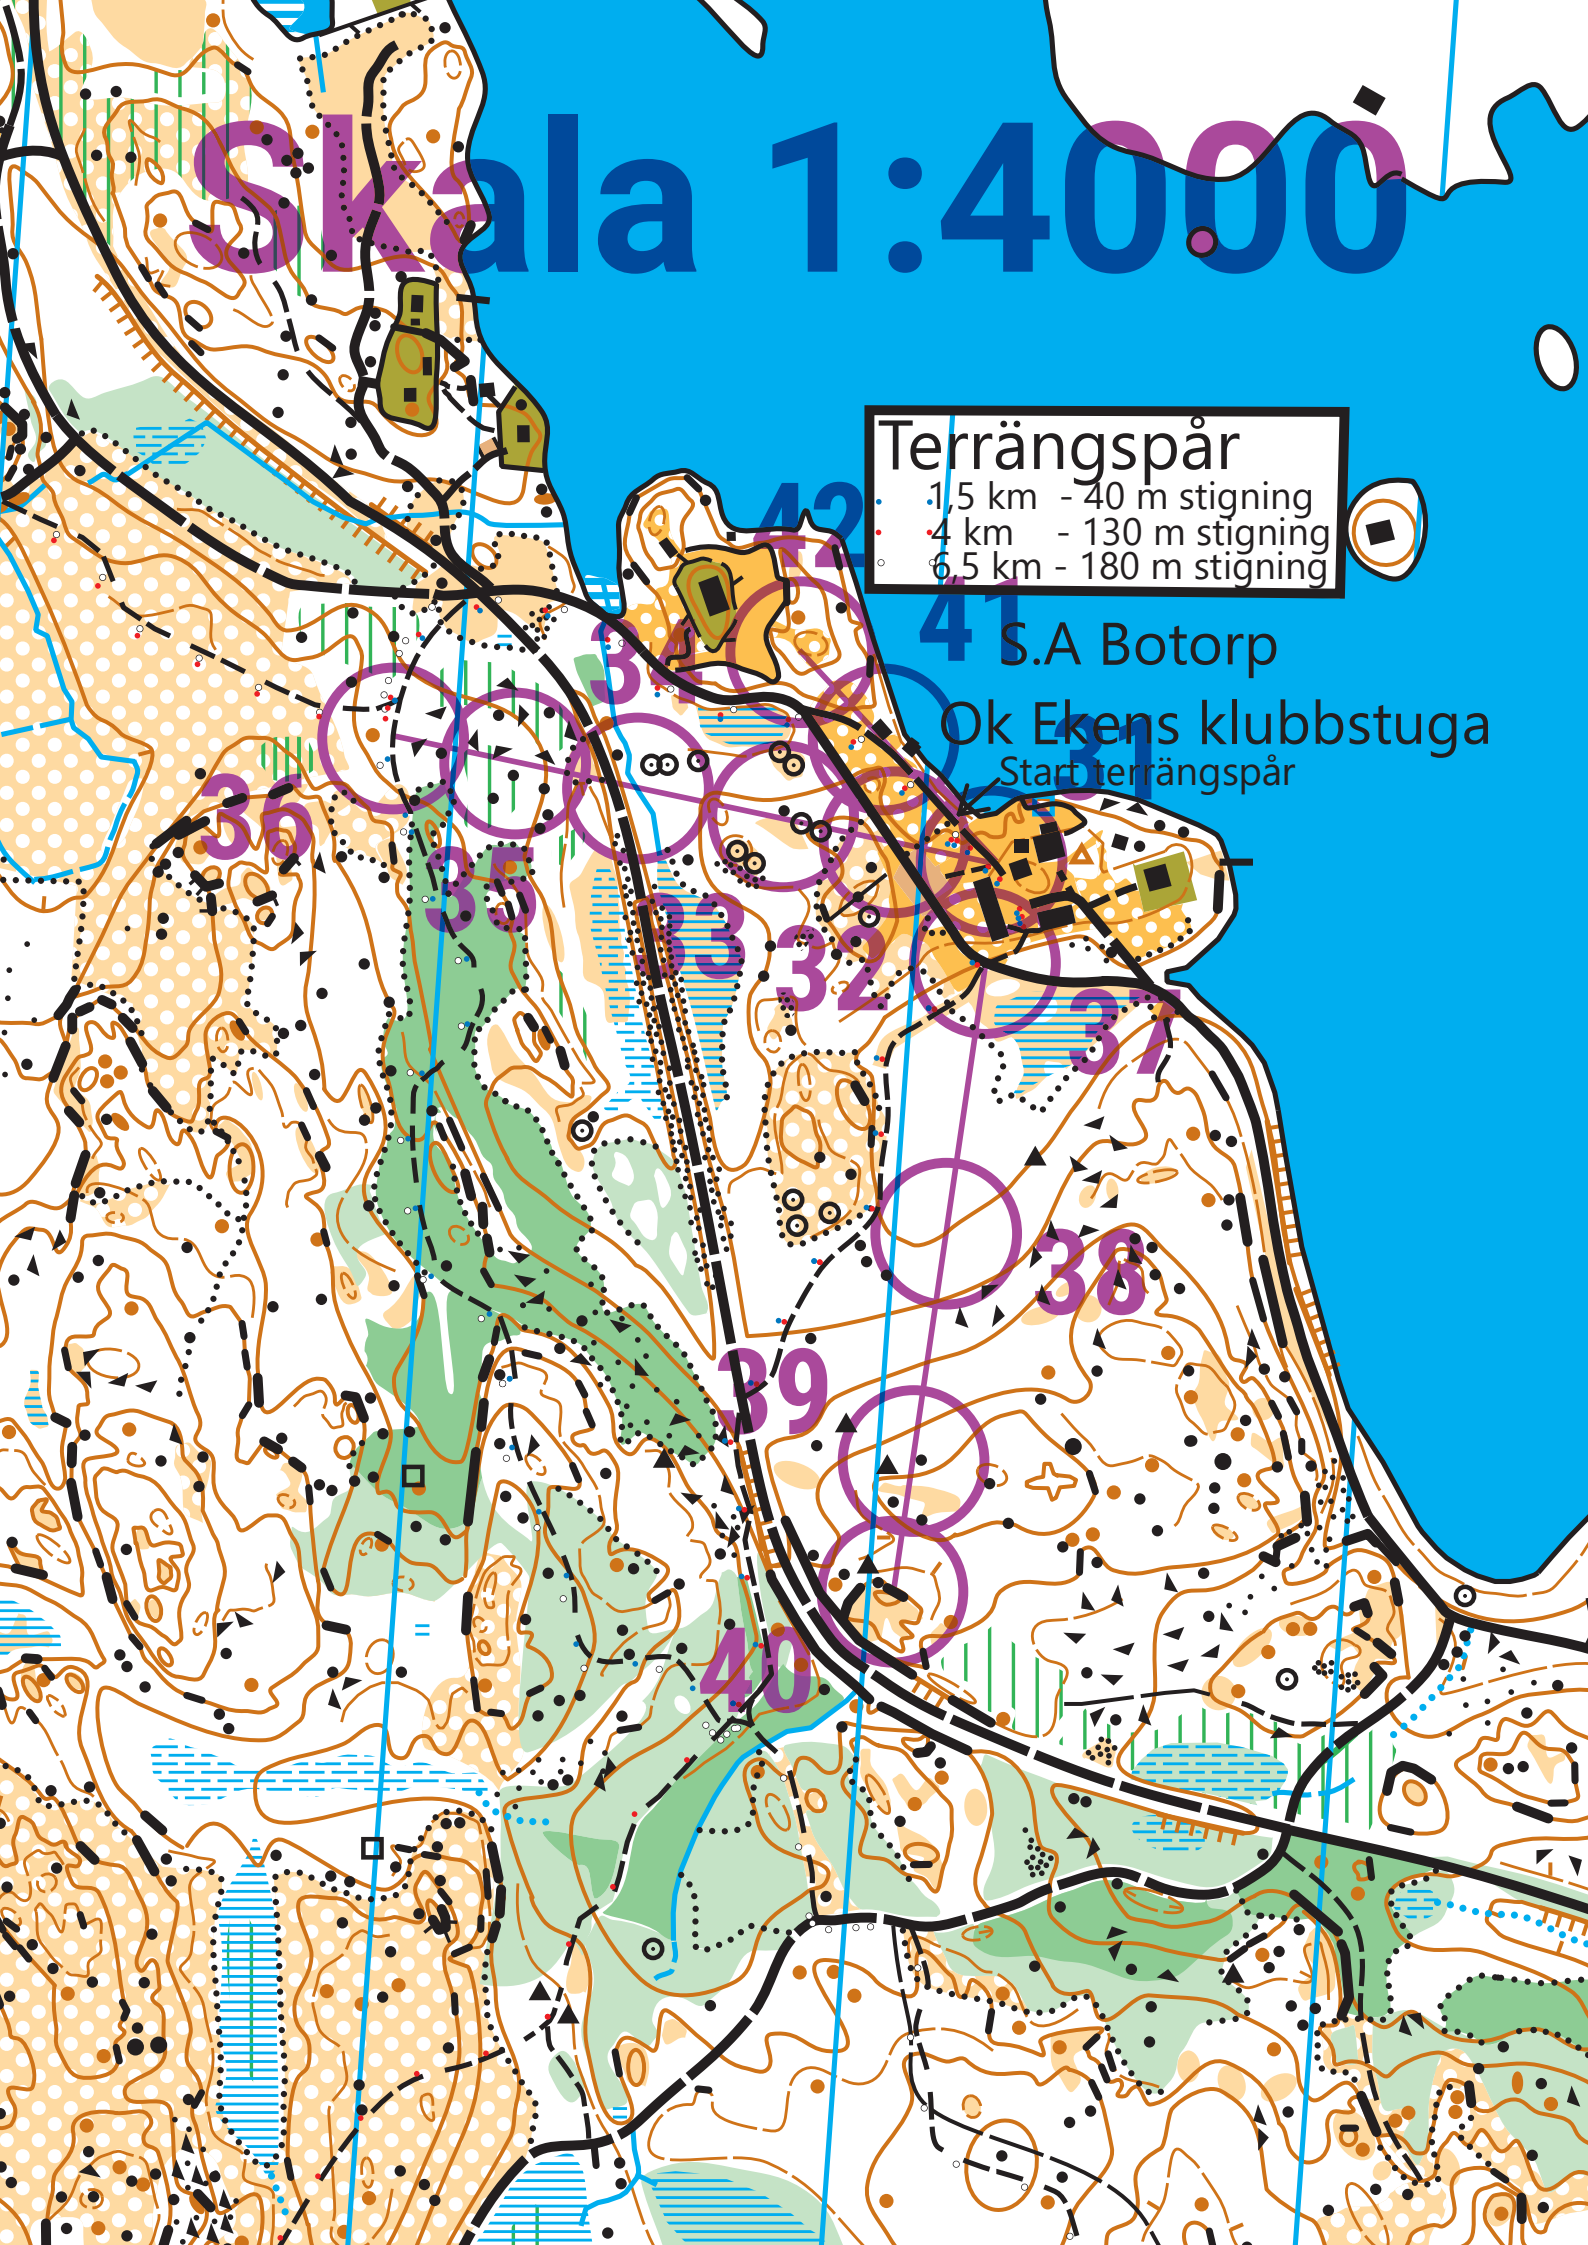 Skala 1:4000
Terrängspår
1,5 km - 40 m stigning
4 km - 130 m stigning
6,5 km - 180 m stigning
42
41
S.A Botorp
34
Ok Ekens klubbstuga
31
Start terrängspår
36
35
33
32
37
38
39
40